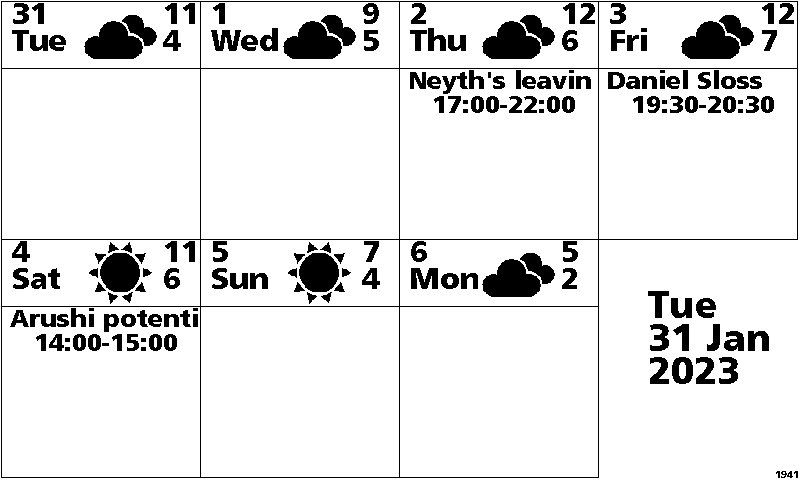 31 11
Tue 4
1 9
Wed 5
2 12
Thu 6
3 12
Fri 7
Neyth's leavin
17:00-22:00
Daniel Sloss
19:30-20:30
4 11
Sat 6
5 7
Sun 4
6 5
Mon 2
Arushi potenti
14:00-15:00
Tue
31 Jan
2023
1941